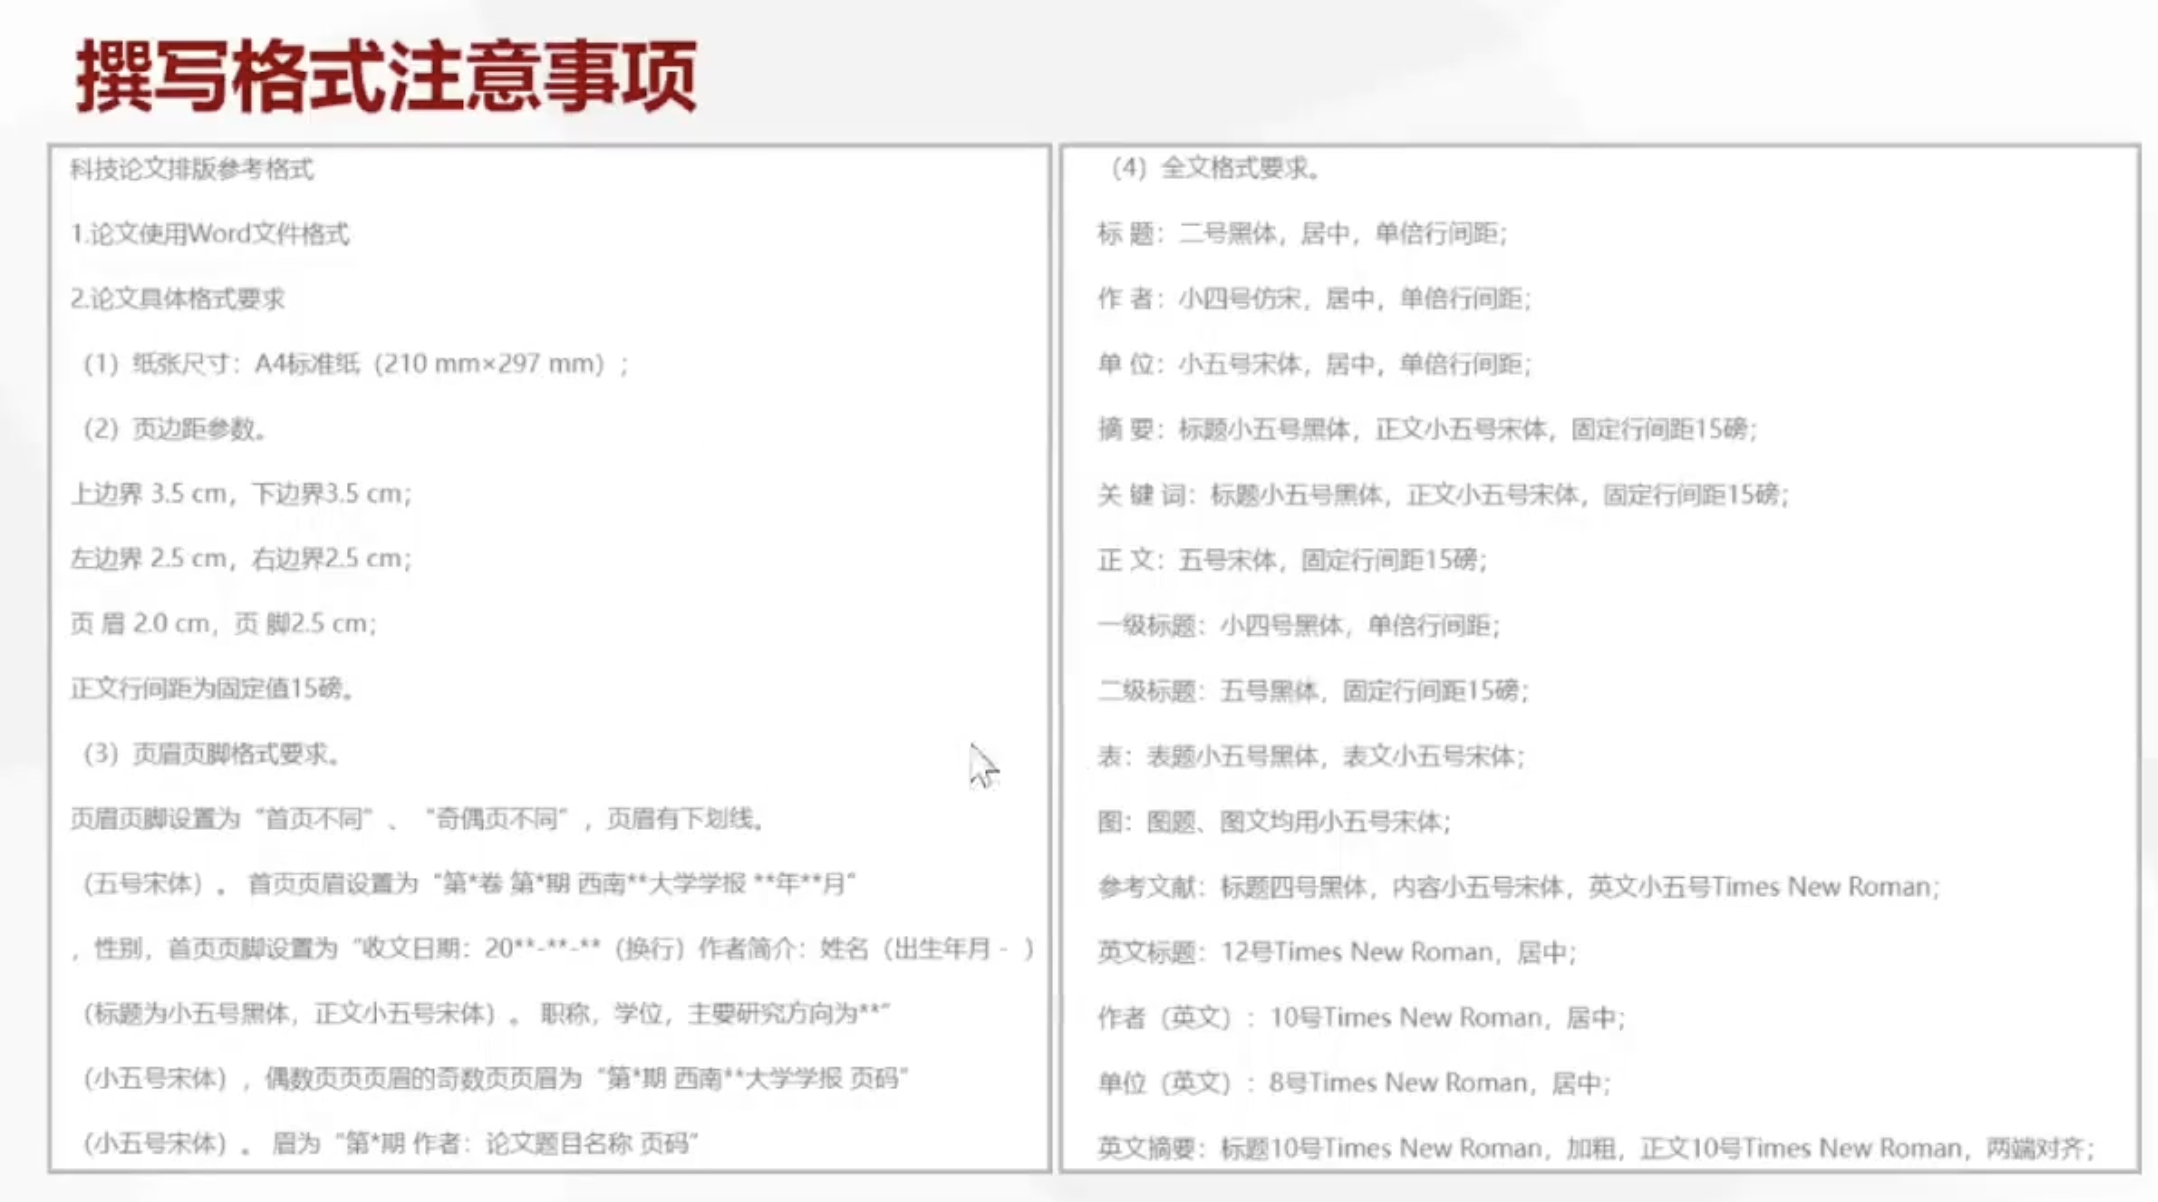 撰写格式注意事项
科技论文排版参考格式
1.论文使用Word文件格式
2.论文具体格式要求
（1）纸张尺寸：A4标准纸（210 mm×297 mm）;
（2）页边距参数。
上边界 3.5 cm，下边界3.5 cm；
左边界 2.5 cm，右边界2.5 cm；
页 眉 2.0 cm，页 脚2.5 cm；
正文行间距为固定值15磅。
（3）页眉页脚格式要求。
页眉页脚设置为“首页不同”、“奇偶页不同”，页眉有下划线。
（五号宋体）。 首页页眉设置为“第*卷 第*期 西南**大学学报 **年**月”
，性别，首页页脚设置为“收文日期：20**-**-**（换行）作者简介：姓名（出生年月 - ）
（标题为小五号黑体，正文小五号宋体）。 职称，学位，主要研究方向为**”
（小五号宋体），偶数页页页眉的奇数页页眉为“第*期 西南**大学学报 页码”
（小五号宋体）。 眉为“第*期 作者：论文题目名称 页码”
（4）全文格式要求。
标 题：二号黑体，居中，单倍行间距；
作 者：小四号仿宋，居中，单倍行间距；
单 位：小五号宋体，居中，单倍行间距；
摘 要：标题小五号黑体，正文小五号宋体，固定行间距15磅；
关 键 词：标题小五号黑体，正文小五号宋体，固定行间距15磅；
正 文：五号宋体，固定行间距15磅；
一级标题：小四号黑体，单倍行间距；
二级标题：五号黑体，固定行间距15磅；
表：表题小五号黑体，表文小五号宋体；
图：图题、图文均用小五号宋体；
参考文献：标题四号黑体，内容小五号宋体，英文小五号Times New Roman；
英文标题：12号Times New Roman，居中；
作者（英文）：10号Times New Roman，居中；
单位（英文）：8号Times New Roman，居中；
英文摘要：标题10号Times New Roman，加粗，正文10号Times New Roman，两端对齐；